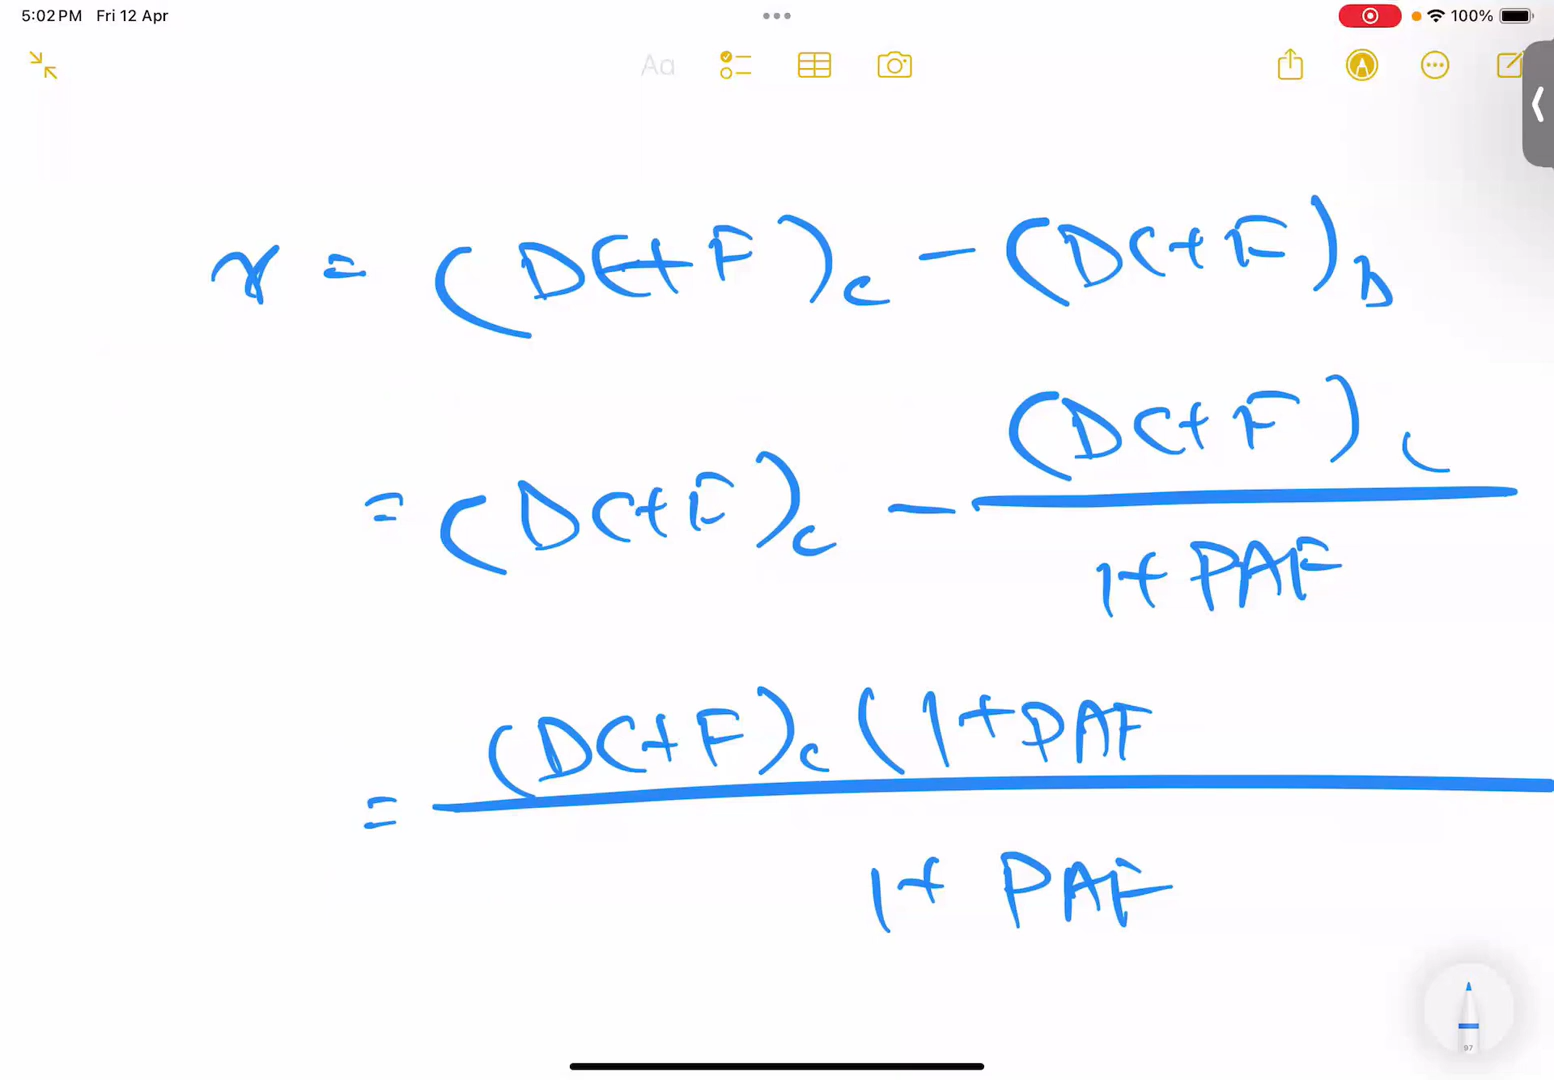 5:02 PM Fri 12 Apr 100%
Aa
x = (DC+F)c - (DC+F)D
= (DC+F)c - (DC+F)c
1+ PAF
= (DC+F)c (1+PAF
1+ PAF
97